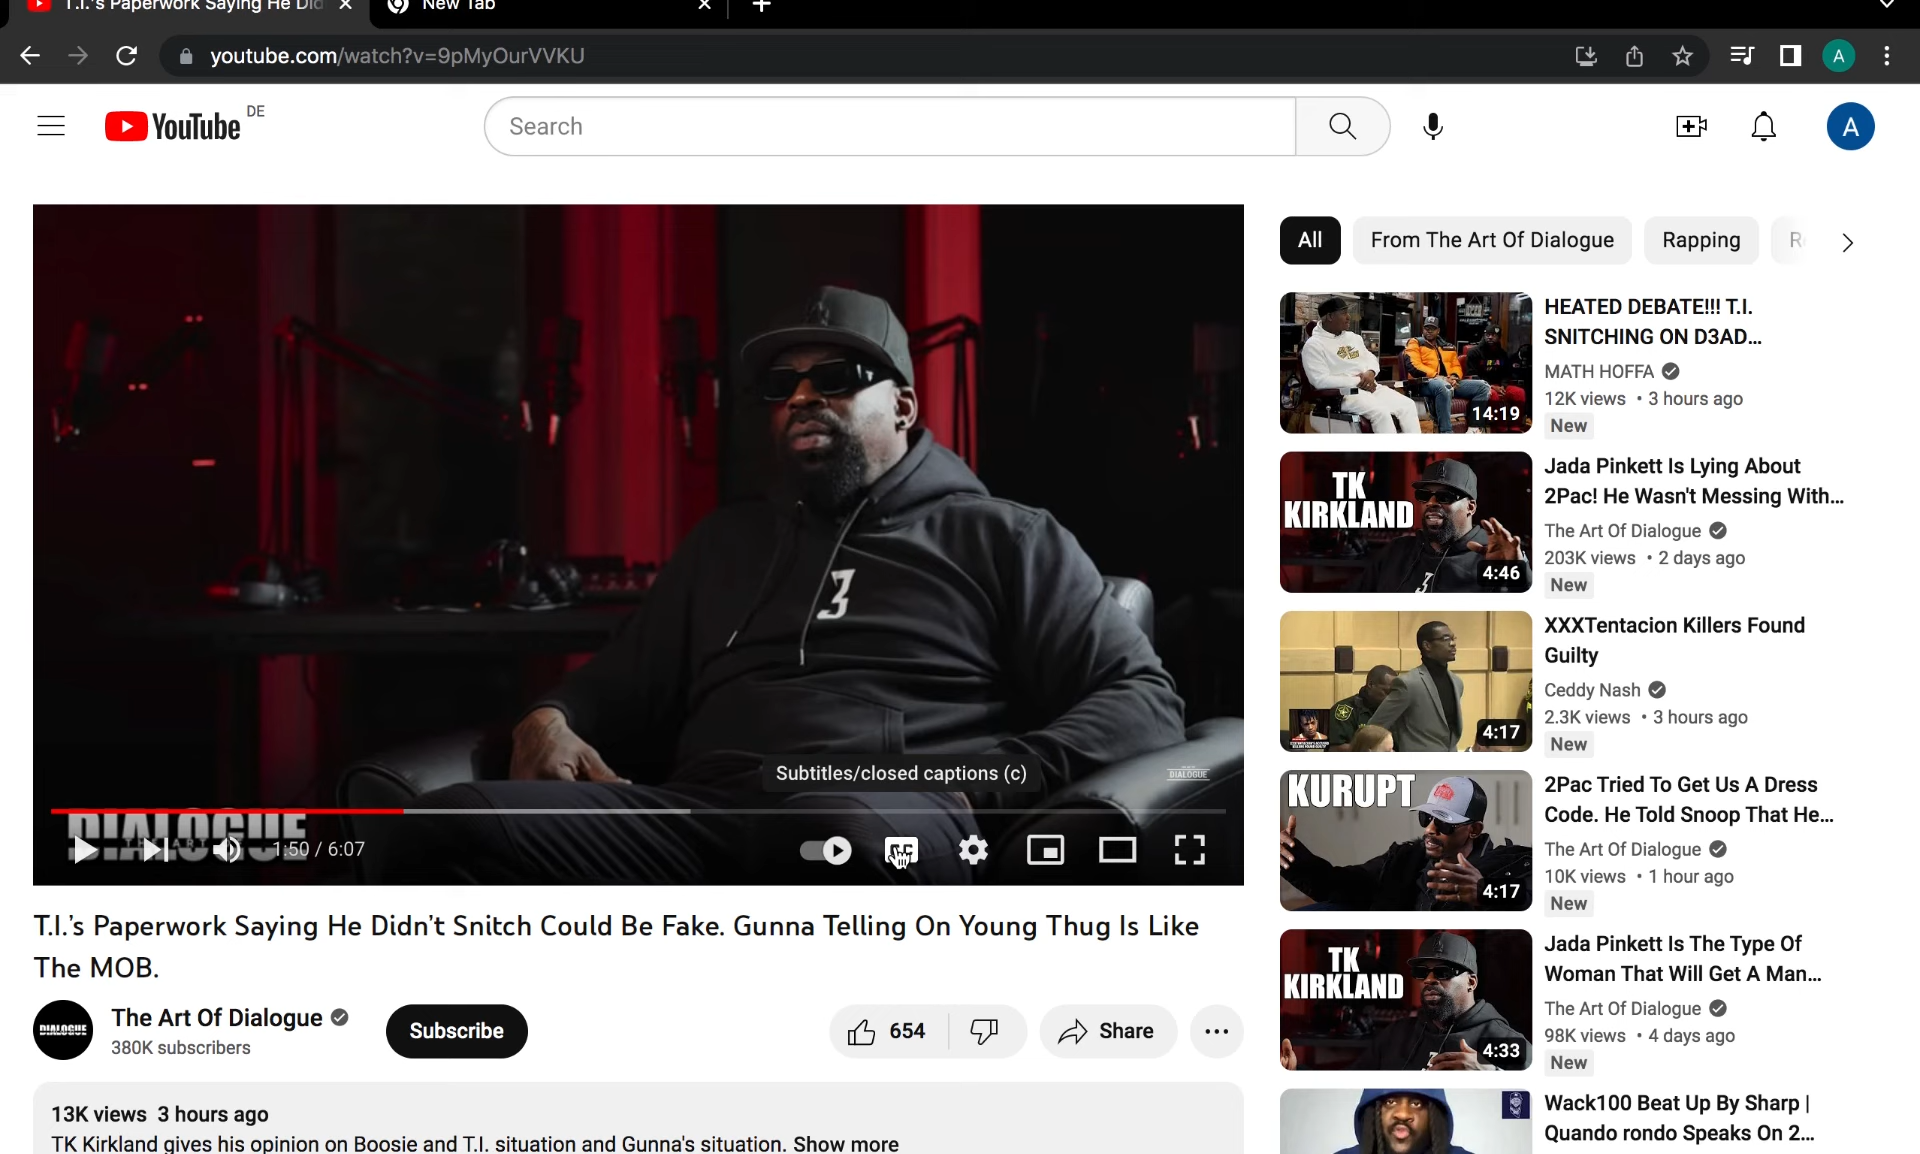 T.I.'s Paperwork Saying He Did
New Tab
youtube.com/watch?v=9pMyOurVVKU
A
YouTube DE
Search
A
All
From The Art Of Dialogue
Rapping
3
Subtitles/closed captions (c)
DIALOGUE
DIALOGUE
1:50 / 6:07
T.I.’s Paperwork Saying He Didn’t Snitch Could Be Fake. Gunna Telling On Young Thug Is Like
The MOB.
DIALOGUE
The Art Of Dialogue
380K subscribers
Subscribe
654
Share
13K views 3 hours ago
TK Kirkland gives his opinion on Boosie and T.I. situation and Gunna's situation. Show more
14:19
HEATED DEBATE!!! T.I.
SNITCHING ON D3AD...
MATH HOFFA
12K views • 3 hours ago
New
TK
KIRKLAND
4:46
Jada Pinkett Is Lying About
2Pac! He Wasn't Messing With...
The Art Of Dialogue
203K views • 2 days ago
New
4:17
XXXTentacion Killers Found
Guilty
Ceddy Nash
2.3K views • 3 hours ago
New
KURUPT
4:17
2Pac Tried To Get Us A Dress
Code. He Told Snoop That He...
The Art Of Dialogue
10K views • 1 hour ago
New
TK
KIRKLAND
4:33
Jada Pinkett Is The Type Of
Woman That Will Get A Man...
The Art Of Dialogue
98K views • 4 days ago
New
Wack100 Beat Up By Sharp |
Quando rondo Speaks On 2...